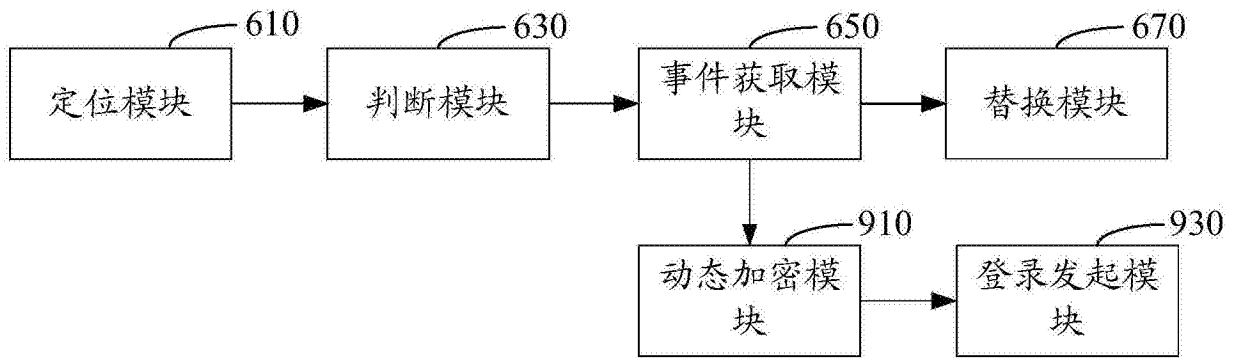 610
630
650
670
定位模块
判断模块
事件获取模
块
替换模块
910
930
动态加密模
块
登录发起模
块